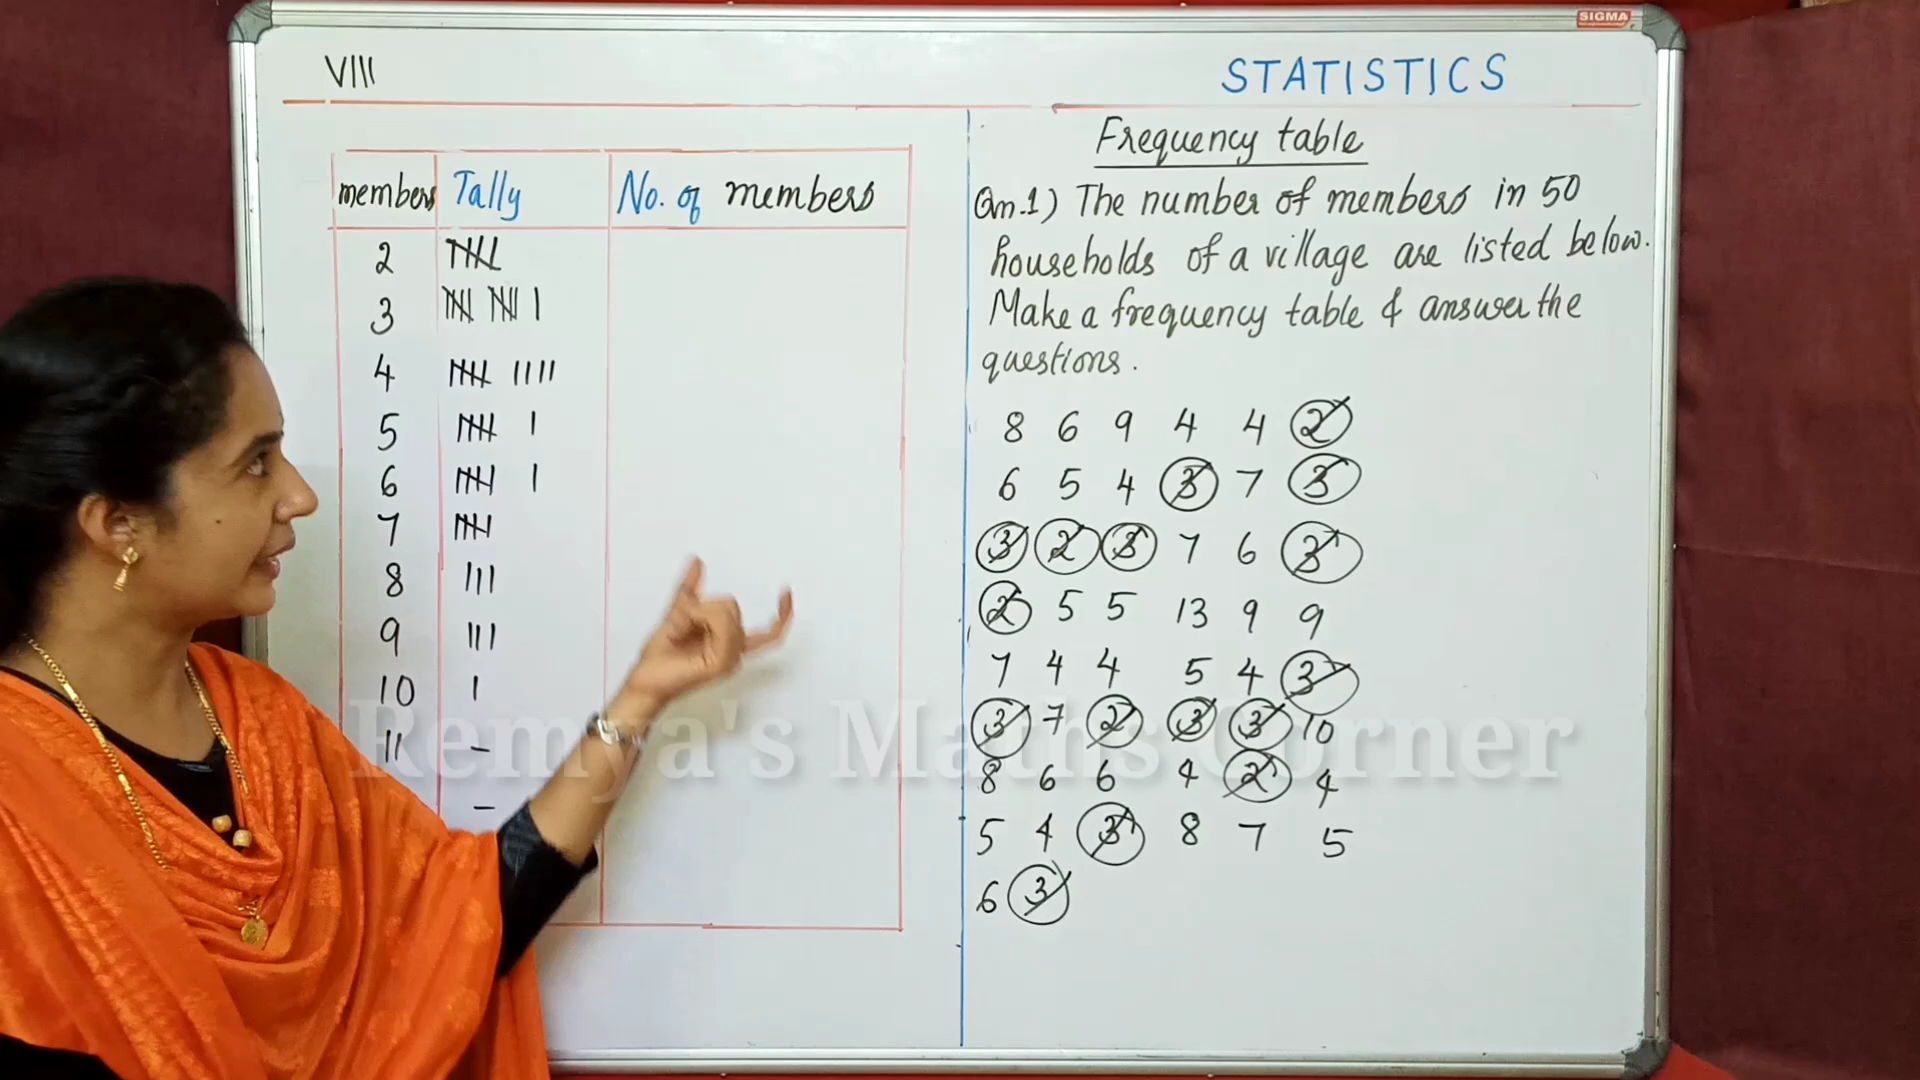 SIGMA
VIII
STATISTICS
members Tally No. of members
2 𝍸
3 𝍸 𝍸 |
4 𝍸 ||||
5 𝍸 |
6 𝍸 |
7 𝍸
8 |||
9 |||
10 |
11 -
-
Frequency table
Qn.1) The number of members in 50
households of a village are listed below.
Make a frequency table & answer the
questions.
8 6 9 4 4 2
6 5 4 3 7 3
3 2 3 7 6 3
2 5 5 13 9 9
7 4 4 5 4 3
3 7 2 3 3 10
8 6 6 4 2 4
5 4 3 8 7 5
6 3
Remya's Maths Corner